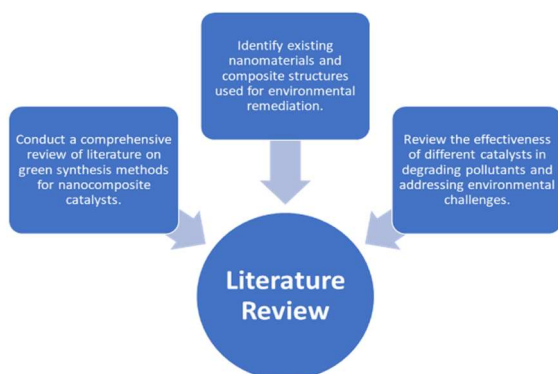 Identify existing
nanomaterials and
composite structures
used for environmental
remediation.
Conduct a comprehensive
review of literature on
green synthesis methods
for nanocomposite
catalysts.
Review the effectiveness
of different catalysts in
degrading pollutants and
addressing environmental
challenges.
Literature
Review